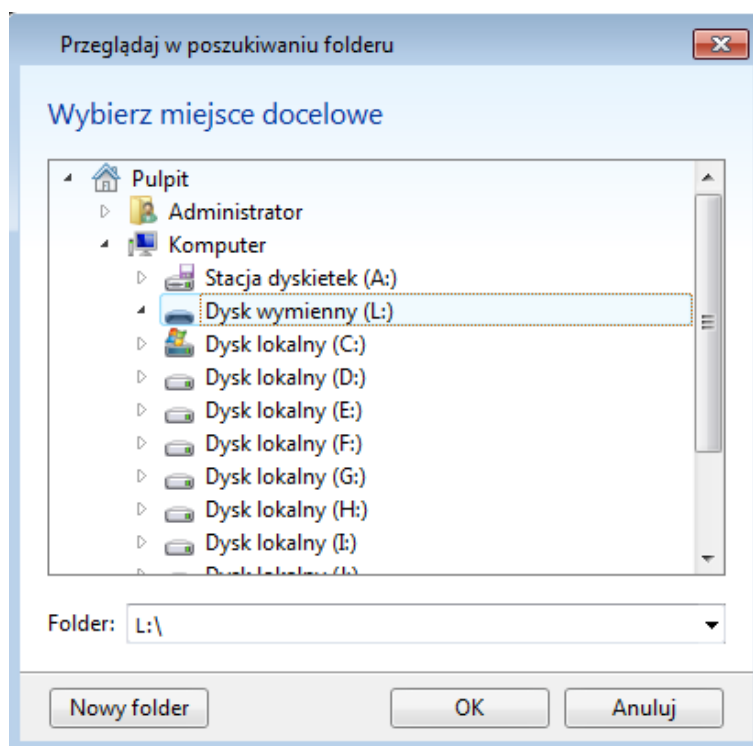 Przeglądaj w poszukiwaniu folderu
Wybierz miejsce docelowe
Pulpit
Administrator
Komputer
Stacja dyskietek (A:)
Dysk wymienny (L:)
Dysk lokalny (C:)
Dysk lokalny (D:)
Dysk lokalny (E:)
Dysk lokalny (F:)
Dysk lokalny (G:)
Dysk lokalny (H:)
Dysk lokalny (I:)
Folder: L:\
Nowy folder OK Anuluj